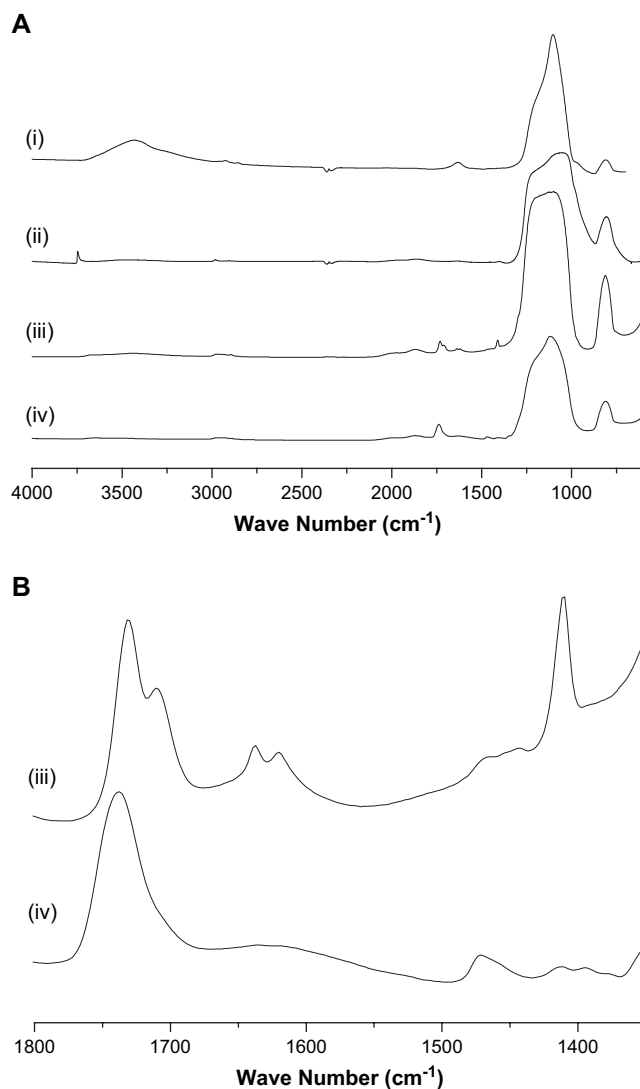 A
(i)
(ii)
(iii)
(iv)
4000 3500 3000 2500 2000 1500 1000
Wave Number (cm⁻¹)
B
(iii)
(iv)
1800 1700 1600 1500 1400
Wave Number (cm⁻¹)